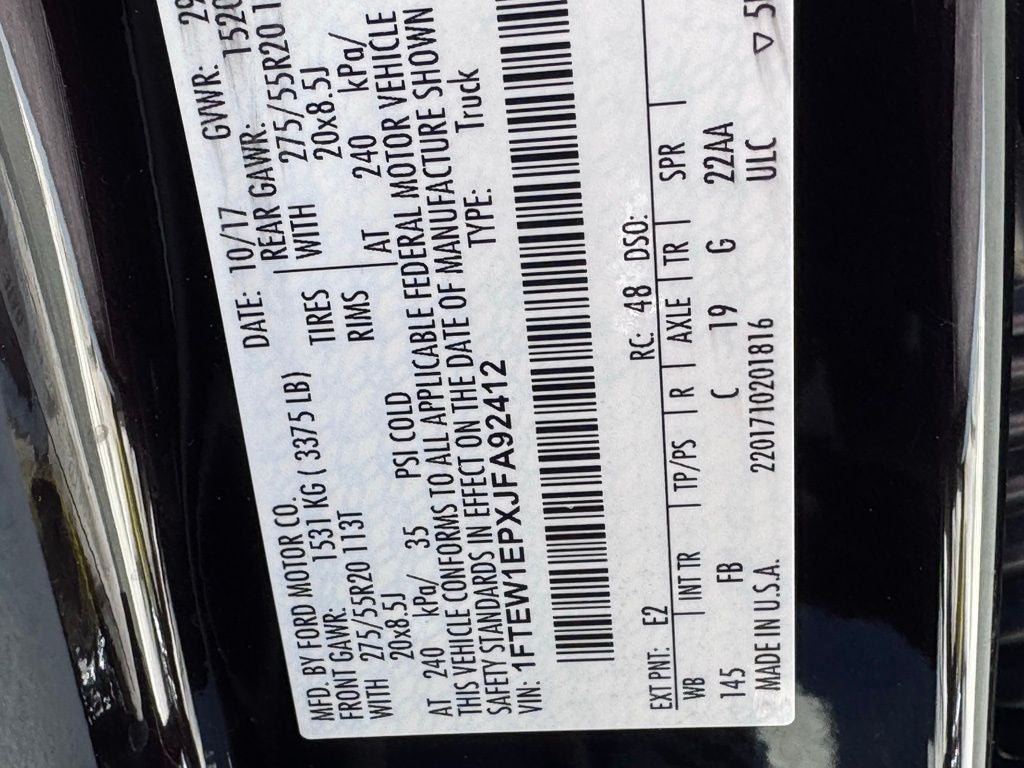 MFD. BY FORD MOTOR CO.
DATE: 10/17 GVWR: 29
FRONT GAWR: 1531 KG ( 3375 LB) REAR GAWR: 1520
WITH 275/55R20 113T TIRES WITH 275/55R20 1
20x8.5J RIMS 20x8.5J
AT 240 kPa/ 35 PSI COLD AT 240 kPa/
THIS VEHICLE CONFORMS TO ALL APPLICABLE FEDERAL MOTOR VEHICLE
SAFETY STANDARDS IN EFFECT ON THE DATE OF MANUFACTURE SHOWN
VIN: 1FTEW1EPXJFA92412 TYPE: Truck
EXT PNT: E2 RC: 48 DSO:
WB INT TR TP/PS R AXLE TR SPR
145 FB C 19 G 22AA
MADE IN U.S.A. 2201710201816 ULC